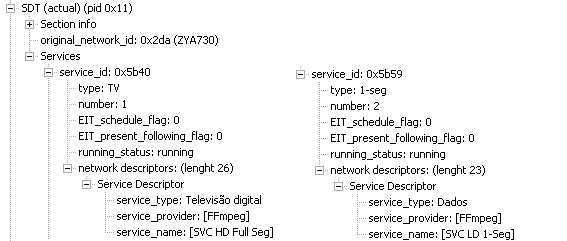 SDT (actual) (pid 0x11)
Section info
original_network_id: 0x2da (ZYA730)
Services
service_id: 0x5b40
type: TV
number: 1
EIT_schedule_flag: 0
EIT_present_following_flag: 0
running_status: running
network descriptors: (lenght 26)
Service Descriptor
service_type: Televisão digital
service_provider: [FFmpeg]
service_name: [SVC HD Full Seg]
service_id: 0x5b59
type: 1-seg
number: 2
EIT_schedule_flag: 0
EIT_present_following_flag: 0
running_status: running
network descriptors: (lenght 23)
Service Descriptor
service_type: Dados
service_provider: [FFmpeg]
service_name: [SVC LD 1-Seg]